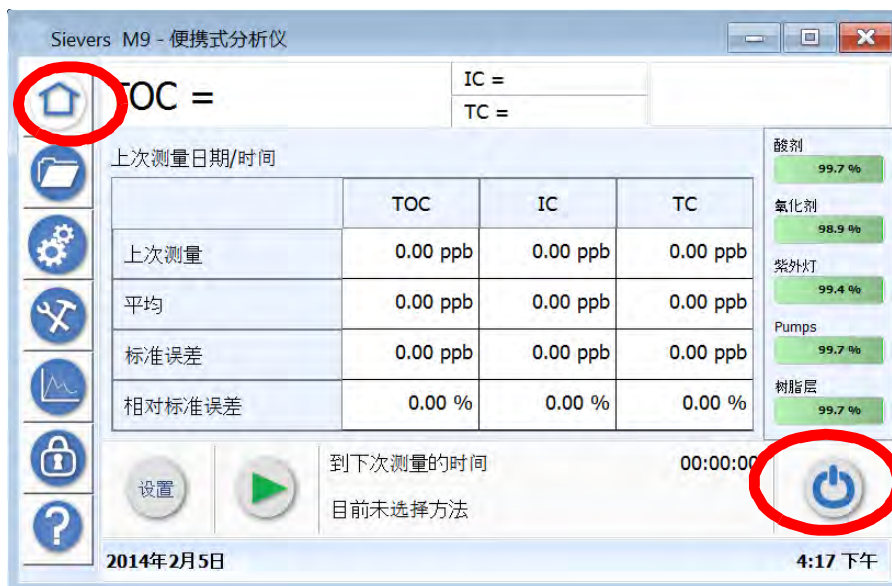 Sievers M9 - 便携式分析仪
TOC =
IC =
TC =
上次测量日期/时间
TOC IC TC
上次测量 0.00 ppb 0.00 ppb 0.00 ppb
平均 0.00 ppb 0.00 ppb 0.00 ppb
标准误差 0.00 ppb 0.00 ppb 0.00 ppb
相对标准误差 0.00 % 0.00 % 0.00 %
酸剂
99.7 %
氧化剂
98.9 %
紫外灯
99.4 %
Pumps
99.7 %
树脂层
99.7 %
设置
到下次测量的时间 00:00:00
目前未选择方法
2014年2月5日 4:17 下午